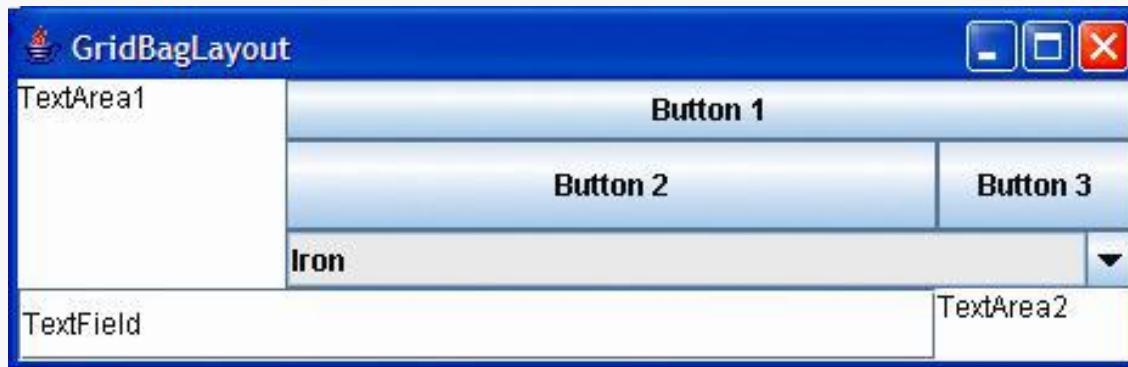 GridBagLayout
TextArea1
Button 1
Button 2
Button 3
Iron
TextField
TextArea2